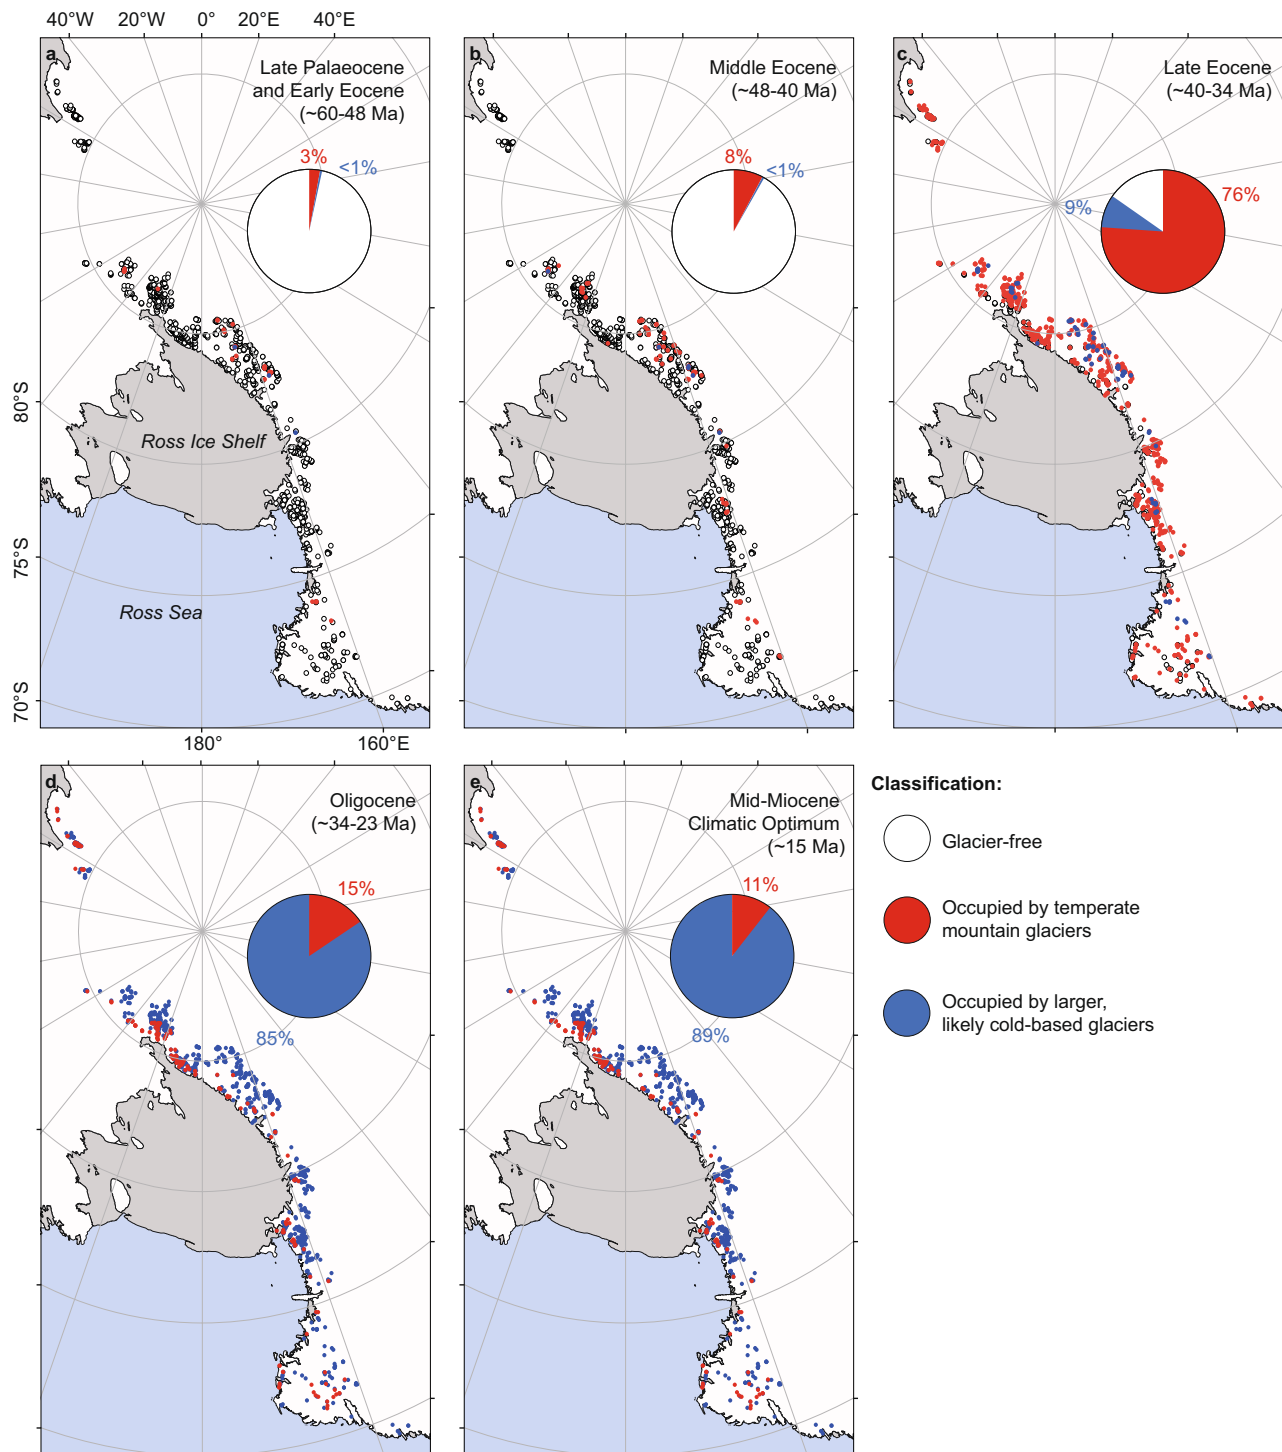 40°W 20°W 0° 20°E 40°E
a
Late Palaeocene
and Early Eocene
(~60-48 Ma)
3%
<1%
80°S
Ross Ice Shelf
75°S
Ross Sea
70°S
180° 160°E
b
Middle Eocene
(~48-40 Ma)
8%
<1%
c
Late Eocene
(~40-34 Ma)
9%
76%
d
Oligocene
(~34-23 Ma)
15%
85%
e
Mid-Miocene
Climatic Optimum
(~15 Ma)
11%
89%
Classification:
Glacier-free
Occupied by temperate
mountain glaciers
Occupied by larger,
likely cold-based glaciers